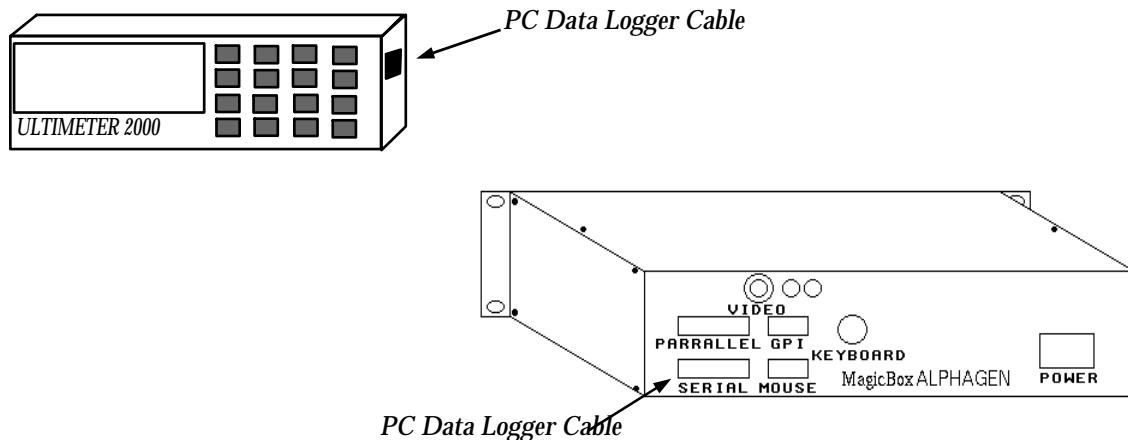 PC Data Logger Cable
ULTIMETER 2000
VIDEO
PARRALLEL GPI
KEYBOARD
SERIAL MOUSE
MagicBox ALPHAGEN
POWER
PC Data Logger Cable